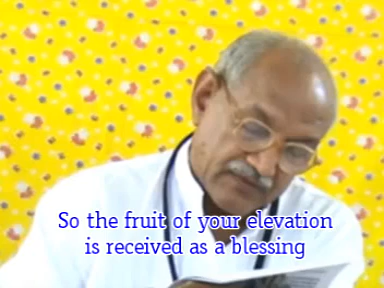 So the fruit of your elevation
is received as a blessing